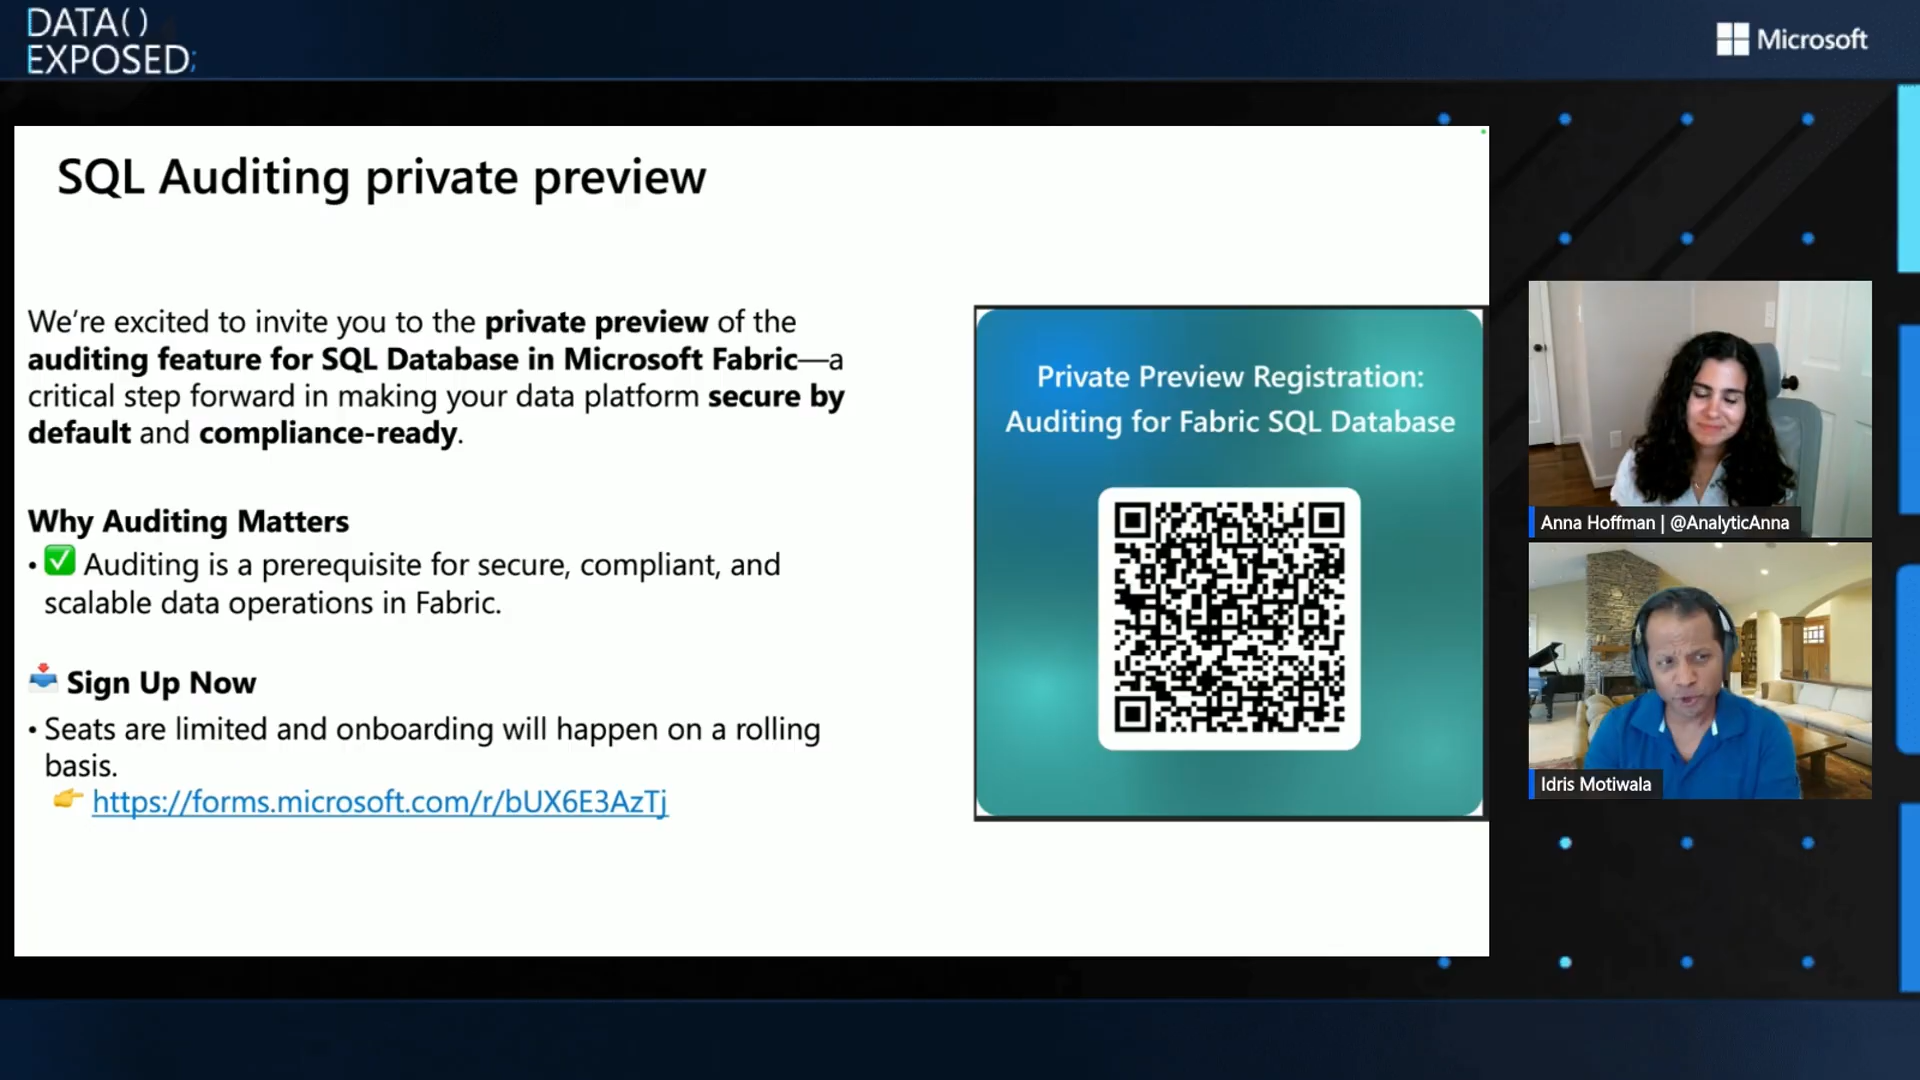 DATA()
EXPOSED;
Microsoft
SQL Auditing private preview
We’re excited to invite you to the private preview of the
auditing feature for SQL Database in Microsoft Fabric—a
critical step forward in making your data platform secure by
default and compliance-ready.
Why Auditing Matters
• ✅ Auditing is a prerequisite for secure, compliant, and
scalable data operations in Fabric.
📥 Sign Up Now
• Seats are limited and onboarding will happen on a rolling
basis.
👉 https://forms.microsoft.com/r/bUX6E3AzTj
Private Preview Registration:
Auditing for Fabric SQL Database
Anna Hoffman | @AnalyticAnna
Idris Motiwala